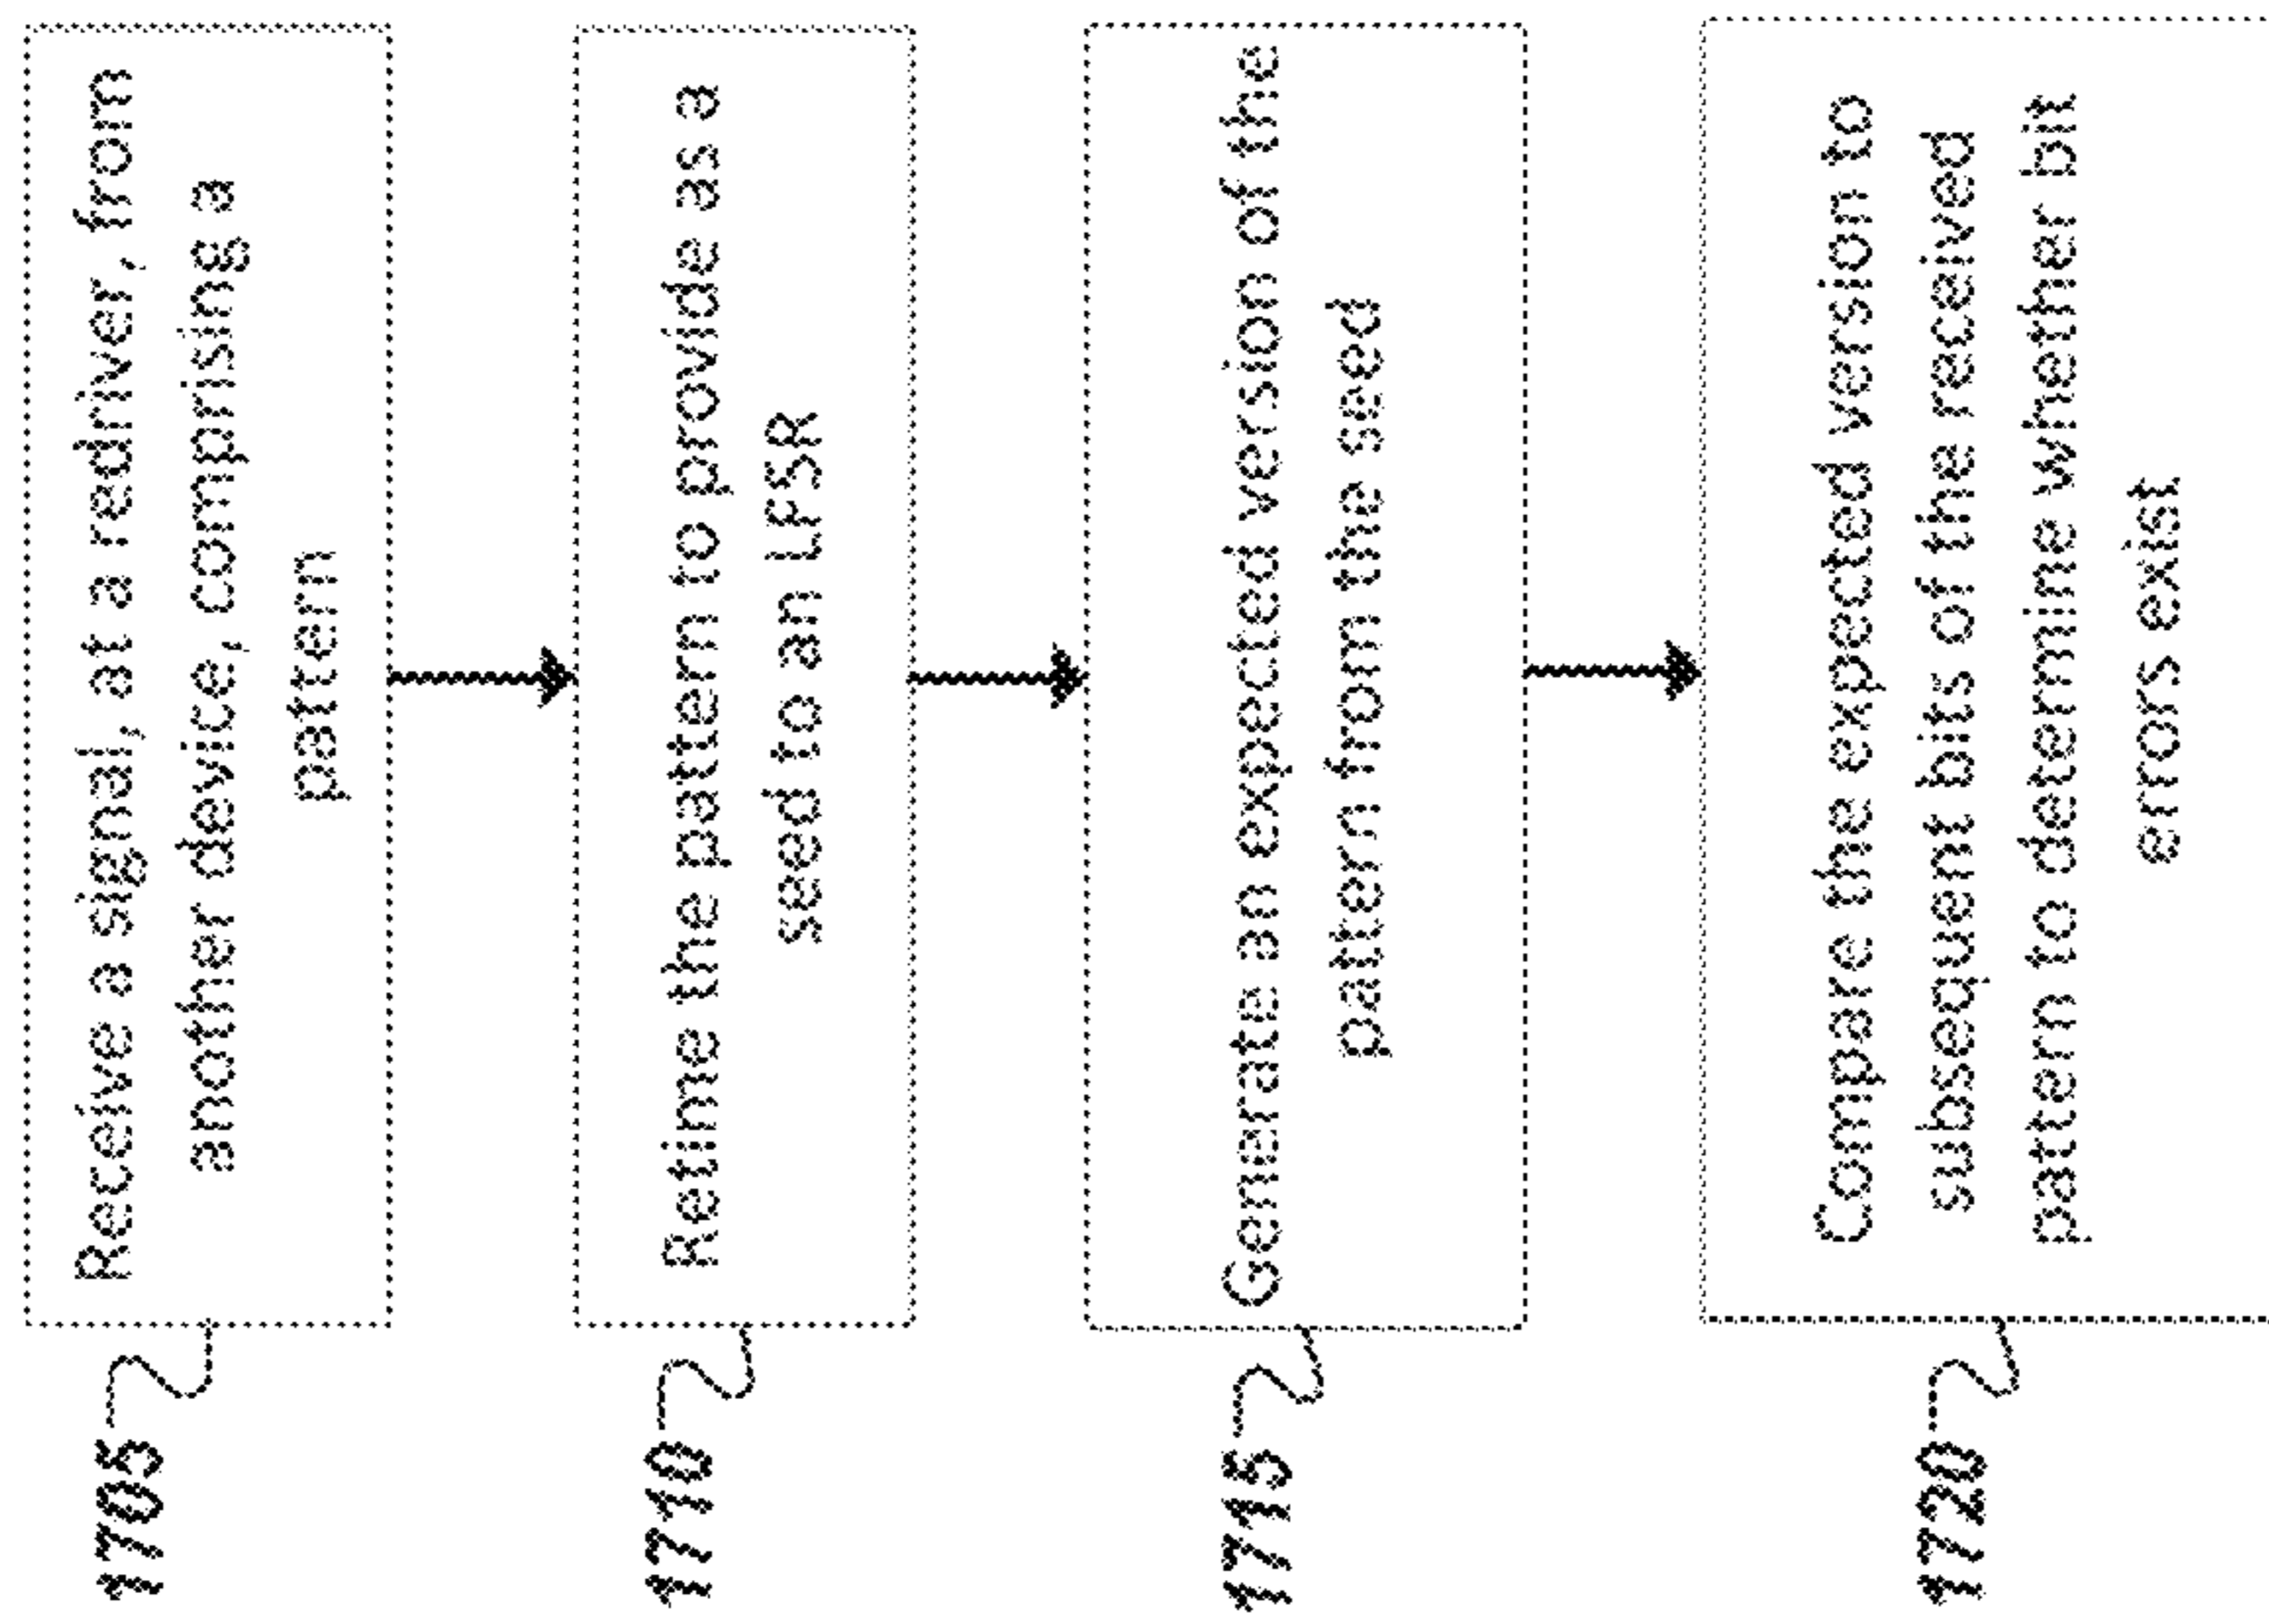 1705
Receive a signal, at a redriver, from
another device, comprising a
pattern
1710
Retime the pattern to provide as a
seed to an LFSR
1715
Generate an expected version of the
pattern from the seed
1720
Compare the expected version to
subsequent bits of the received
pattern to determine whether bit
errors exist